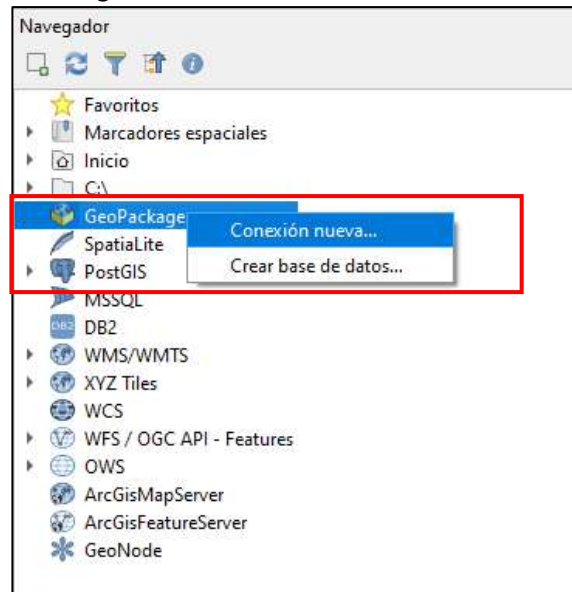 Navegador
Favoritos
Marcadores espaciales
Inicio
C:\
GeoPackage
Conexión nueva...
SpatiaLite
Crear base de datos...
PostGIS
MSSQL
DB2
WMS/WMTS
XYZ Tiles
WCS
WFS / OGC API - Features
OWS
ArcGisMapServer
ArcGisFeatureServer
GeoNode